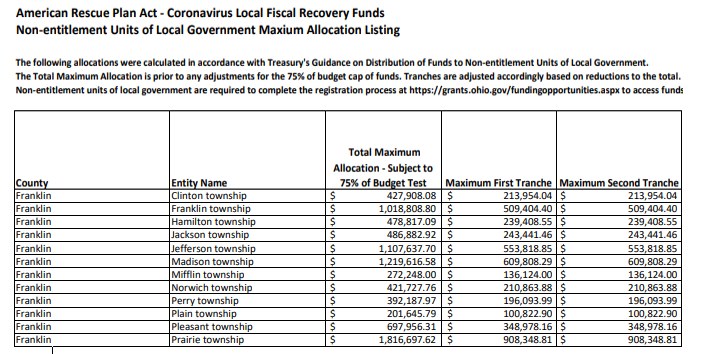 American Rescue Plan Act - Coronavirus Local Fiscal Recovery Funds
Non-entitlement Units of Local Government Maxium Allocation Listing
The following allocations were calculated in accordance with Treasury's Guidance on Distribution of Funds to Non-entitlement Units of Local Government.
The Total Maximum Allocation is prior to any adjustments for the 75% of budget cap of funds. Tranches are adjusted accordingly based on reductions to the total.
Non-entitlement units of local government are required to complete the registration process at https://grants.ohio.gov/fundingopportunities.aspx to access funds
Total Maximum
Allocation - Subject to
County Entity Name 75% of Budget Test Maximum First Tranche Maximum Second Tranche
Franklin Clinton township $ 427,908.08 $ 213,954.04 $ 213,954.04
Franklin Franklin township $ 1,018,808.80 $ 509,404.40 $ 509,404.40
Franklin Hamilton township $ 478,817.09 $ 239,408.55 $ 239,408.55
Franklin Jackson township $ 486,882.92 $ 243,441.46 $ 243,441.46
Franklin Jefferson township $ 1,107,637.70 $ 553,818.85 $ 553,818.85
Franklin Madison township $ 1,219,616.58 $ 609,808.29 $ 609,808.29
Franklin Mifflin township $ 272,248.00 $ 136,124.00 $ 136,124.00
Franklin Norwich township $ 421,727.76 $ 210,863.88 $ 210,863.88
Franklin Perry township $ 392,187.97 $ 196,093.99 $ 196,093.99
Franklin Plain township $ 201,645.79 $ 100,822.90 $ 100,822.90
Franklin Pleasant township $ 697,956.31 $ 348,978.16 $ 348,978.16
Franklin Prairie township $ 1,816,697.62 $ 908,348.81 $ 908,348.81